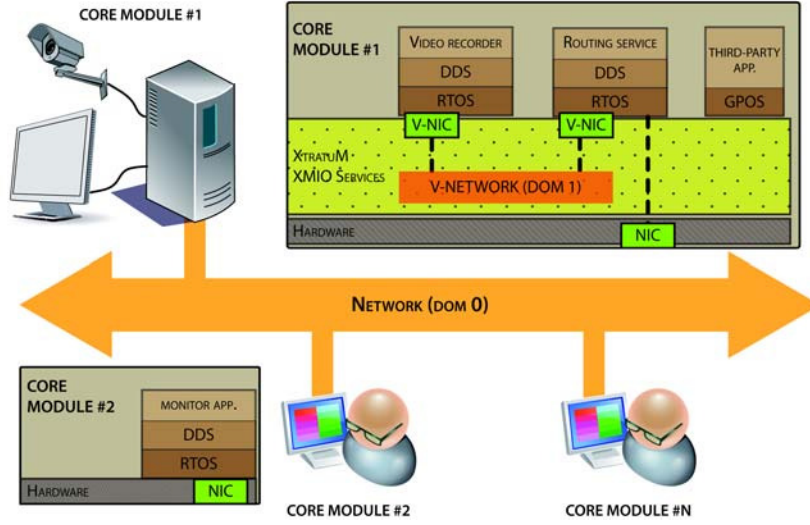 CORE MODULE #1
CORE
MODULE #1
VIDEO RECORDER
DDS
RTOS
V-NIC
ROUTING SERVICE
DDS
RTOS
V-NIC
THIRD-PARTY
APP.
GPOS
XTRATUM
XMIO SERVICES
V-NETWORK (DOM 1)
HARDWARE
NIC
NETWORK (DOM 0)
CORE
MODULE #2
MONITOR APP.
DDS
RTOS
HARDWARE
NIC
CORE MODULE #2
CORE MODULE #N